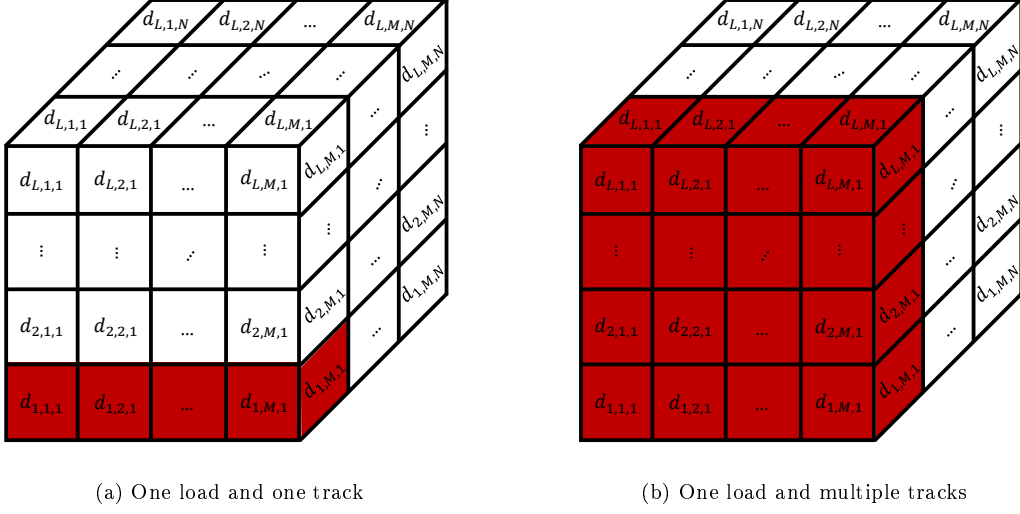 d_{L,1,N} d_{L,2,N} ... d_{L,M,N}
⋰ ⋰ ⋰ ⋰
d_{L,1,1} d_{L,2,1} ... d_{L,M,1}
d_{L,1,1} d_{L,2,1} ... d_{L,M,1}
⋮ ⋮ ⋰ ⋮
d_{2,1,1} d_{2,2,1} ... d_{2,M,1}
d_{1,1,1} d_{1,2,1} ... d_{1,M,1}
d_{L,M,1} ... d_{L,M,N}
⋮ ⋰ ⋮
d_{2,M,1} ... d_{2,M,N}
d_{1,M,1} ... d_{1,M,N}
(a) One load and one track
d_{L,1,N} d_{L,2,N} ... d_{L,M,N}
⋰ ⋰ ⋰ ⋰
d_{L,1,1} d_{L,2,1} ... d_{L,M,1}
d_{L,1,1} d_{L,2,1} ... d_{L,M,1}
⋮ ⋮ ⋰ ⋮
d_{2,1,1} d_{2,2,1} ... d_{2,M,1}
d_{1,1,1} d_{1,2,1} ... d_{1,M,1}
d_{L,M,1} ... d_{L,M,N}
⋮ ⋰ ⋮
d_{2,M,1} ... d_{2,M,N}
d_{1,M,1} ... d_{1,M,N}
(b) One load and multiple tracks